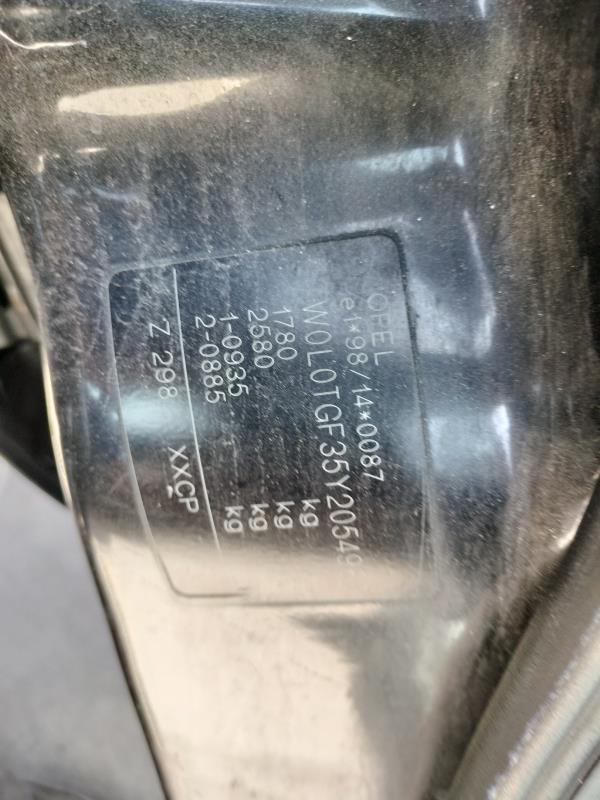 OPEL
e1*98/14*0087
W0L0TGF35Y20549
1780 kg
2580 kg
1-0935 kg
2-0885 kg
Z 298 XXCP